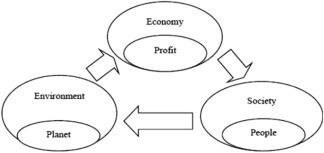 Economy
Profit
Environment
Planet
Society
People